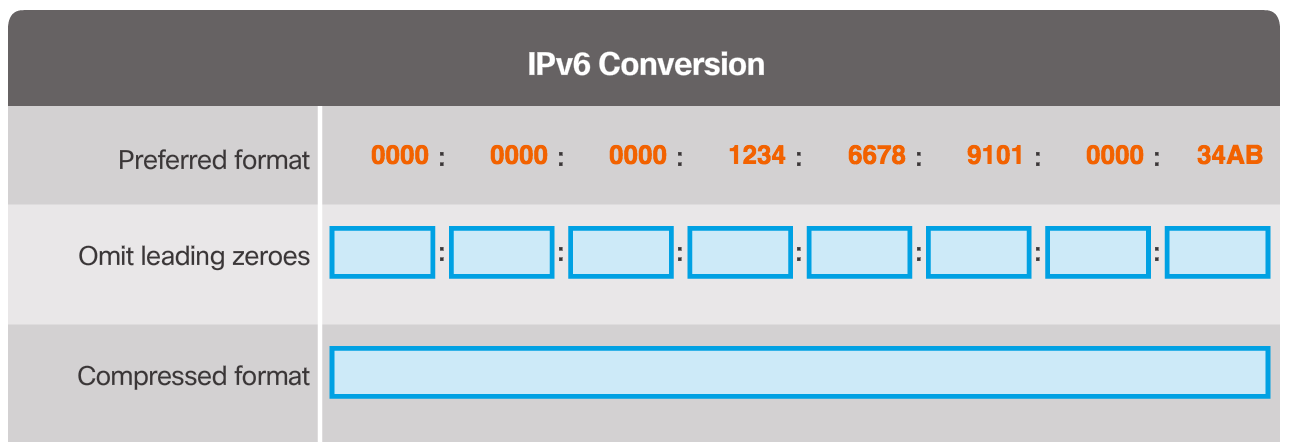 IPv6 Conversion
Preferred format 0000 : 0000 : 0000 : 1234 : 6678 : 9101 : 0000 : 34AB
Omit leading zeroes : : : : : : :
Compressed format